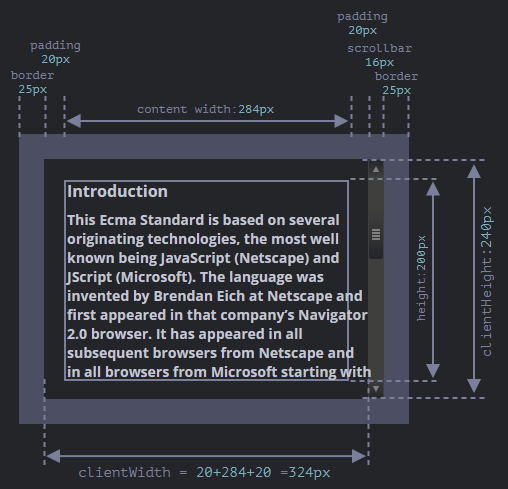 padding
20px
padding
20px
scrollbar
16px
border
25px
border
25px
content width:284px
Introduction
This Ecma Standard is based on several
originating technologies, the most well
known being JavaScript (Netscape) and
JScript (Microsoft). The language was
invented by Brendan Eich at Netscape and
first appeared in that company's Navigator
2.0 browser. It has appeared in all
subsequent browsers from Netscape and
in all browsers from Microsoft starting with
height:200px
clientHeight:240px
clientWidth = 20+284+20 =324px